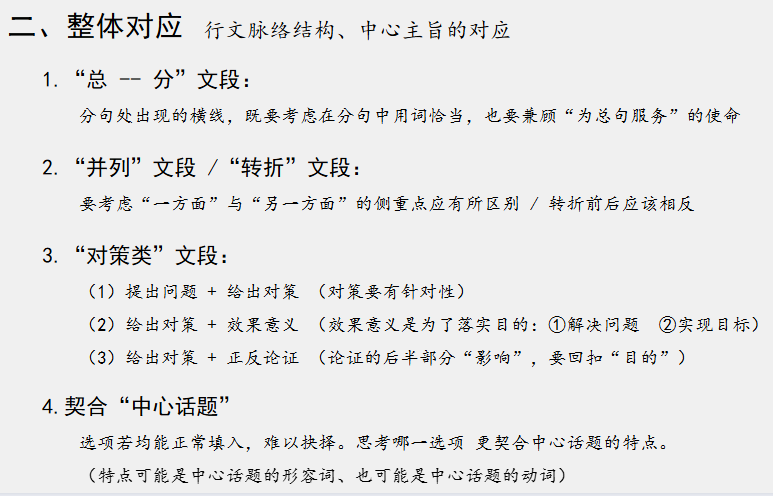 二、整体对应 行文脉络结构、中心主旨的对应
1.“总 -- 分”文段：
分句处出现的横线，既要考虑在分句中用词恰当，也要兼顾“为总句服务”的使命
2.“并列”文段 /“转折”文段：
要考虑“一方面”与“另一方面”的侧重点应有所区别 / 转折前后应该相反
3.“对策类”文段：
（1）提出问题 + 给出对策 （对策要有针对性）
（2）给出对策 + 效果意义 （效果意义是为了落实目的：①解决问题 ②实现目标）
（3）给出对策 + 正反论证 （论证的后半部分“影响”，要回扣“目的”）
4.契合“中心话题”
选项若均能正常填入，难以抉择。思考哪一选项 更契合中心话题的特点。
（特点可能是中心话题的形容词、也可能是中心话题的动词）